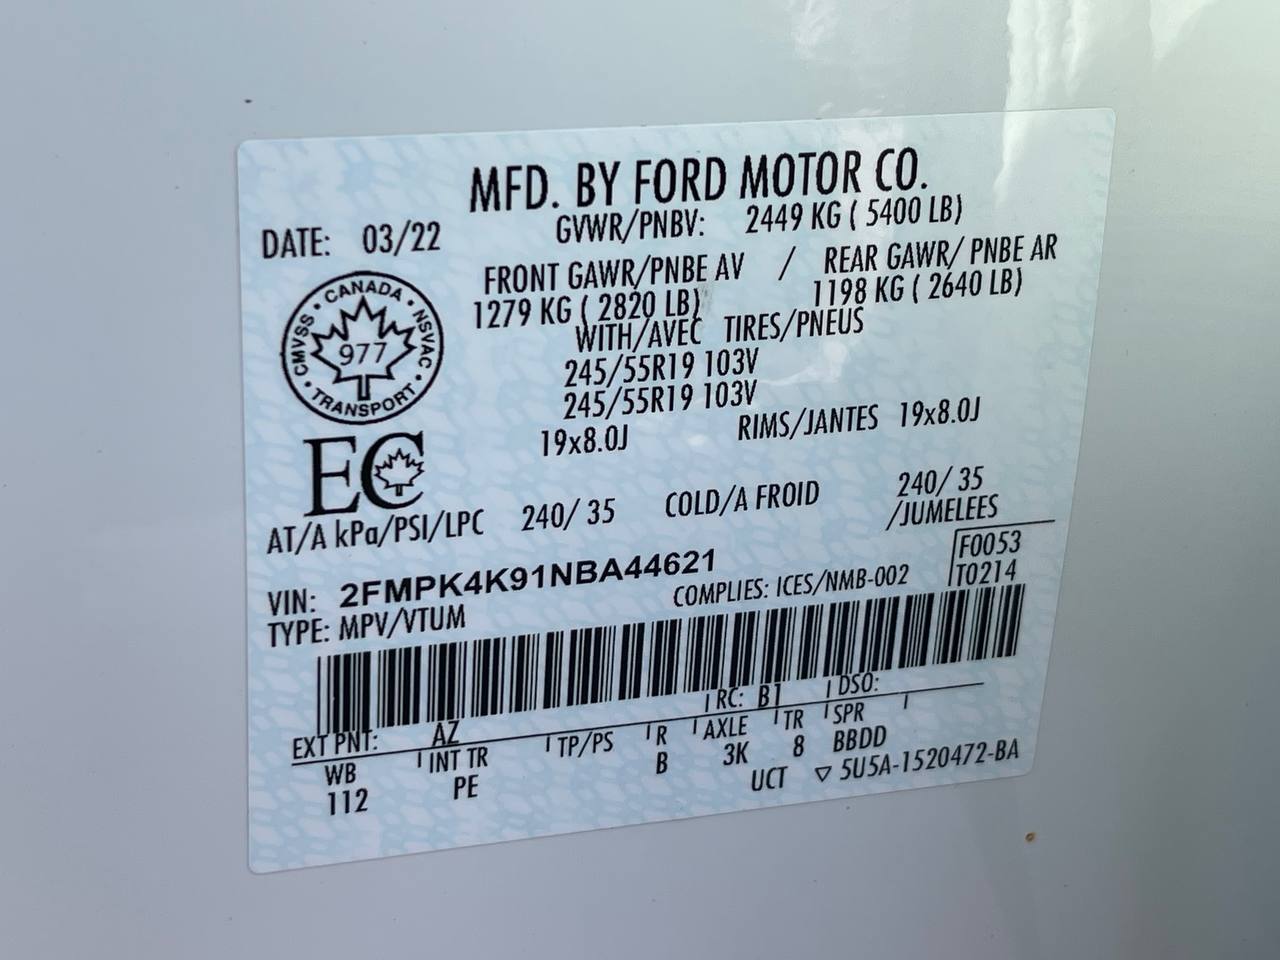 MFD. BY FORD MOTOR CO.
DATE: 03/22
GVWR/PNBV: 2449 KG ( 5400 LB)
FRONT GAWR/PNBE AV / REAR GAWR/ PNBE AR
1279 KG ( 2820 LB) 1198 KG ( 2640 LB)
WITH/AVEC TIRES/PNEUS
245/55R19 103V
245/55R19 103V
19x8.0J RIMS/JANTES 19x8.0J
CANADA
CMVSS 977 NSVAC
TRANSPORT
EC
AT/A kPa/PSI/LPC 240/ 35 COLD/A FROID 240/ 35
/JUMELEES
VIN: 2FMPK4K91NBA44621
F0053
TYPE: MPV/VTUM COMPLIES: ICES/NMB-002 T0214
RC: B1 DSO:
EXT PNT: AZ
WB INT TR TP/PS R AXLE TR SPR
112 PE B 3K 8 BBDD
UCT ▽ 5U5A-1520472-BA